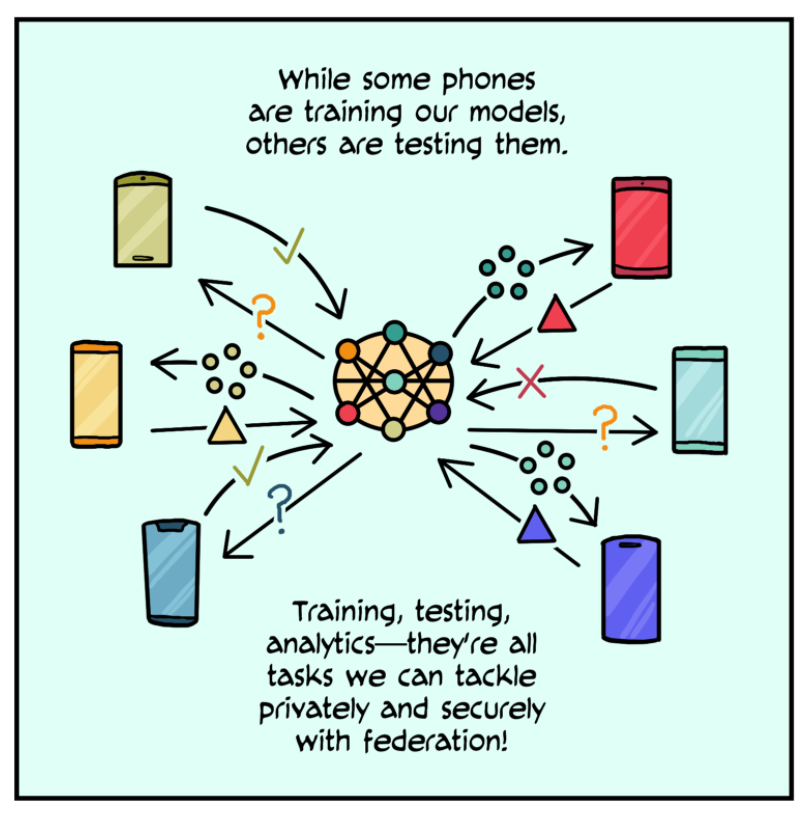 While some phones
are training our models,
others are testing them.
?
?
?
Training, testing,
analytics—they're all
tasks we can tackle
privately and securely
with federation!